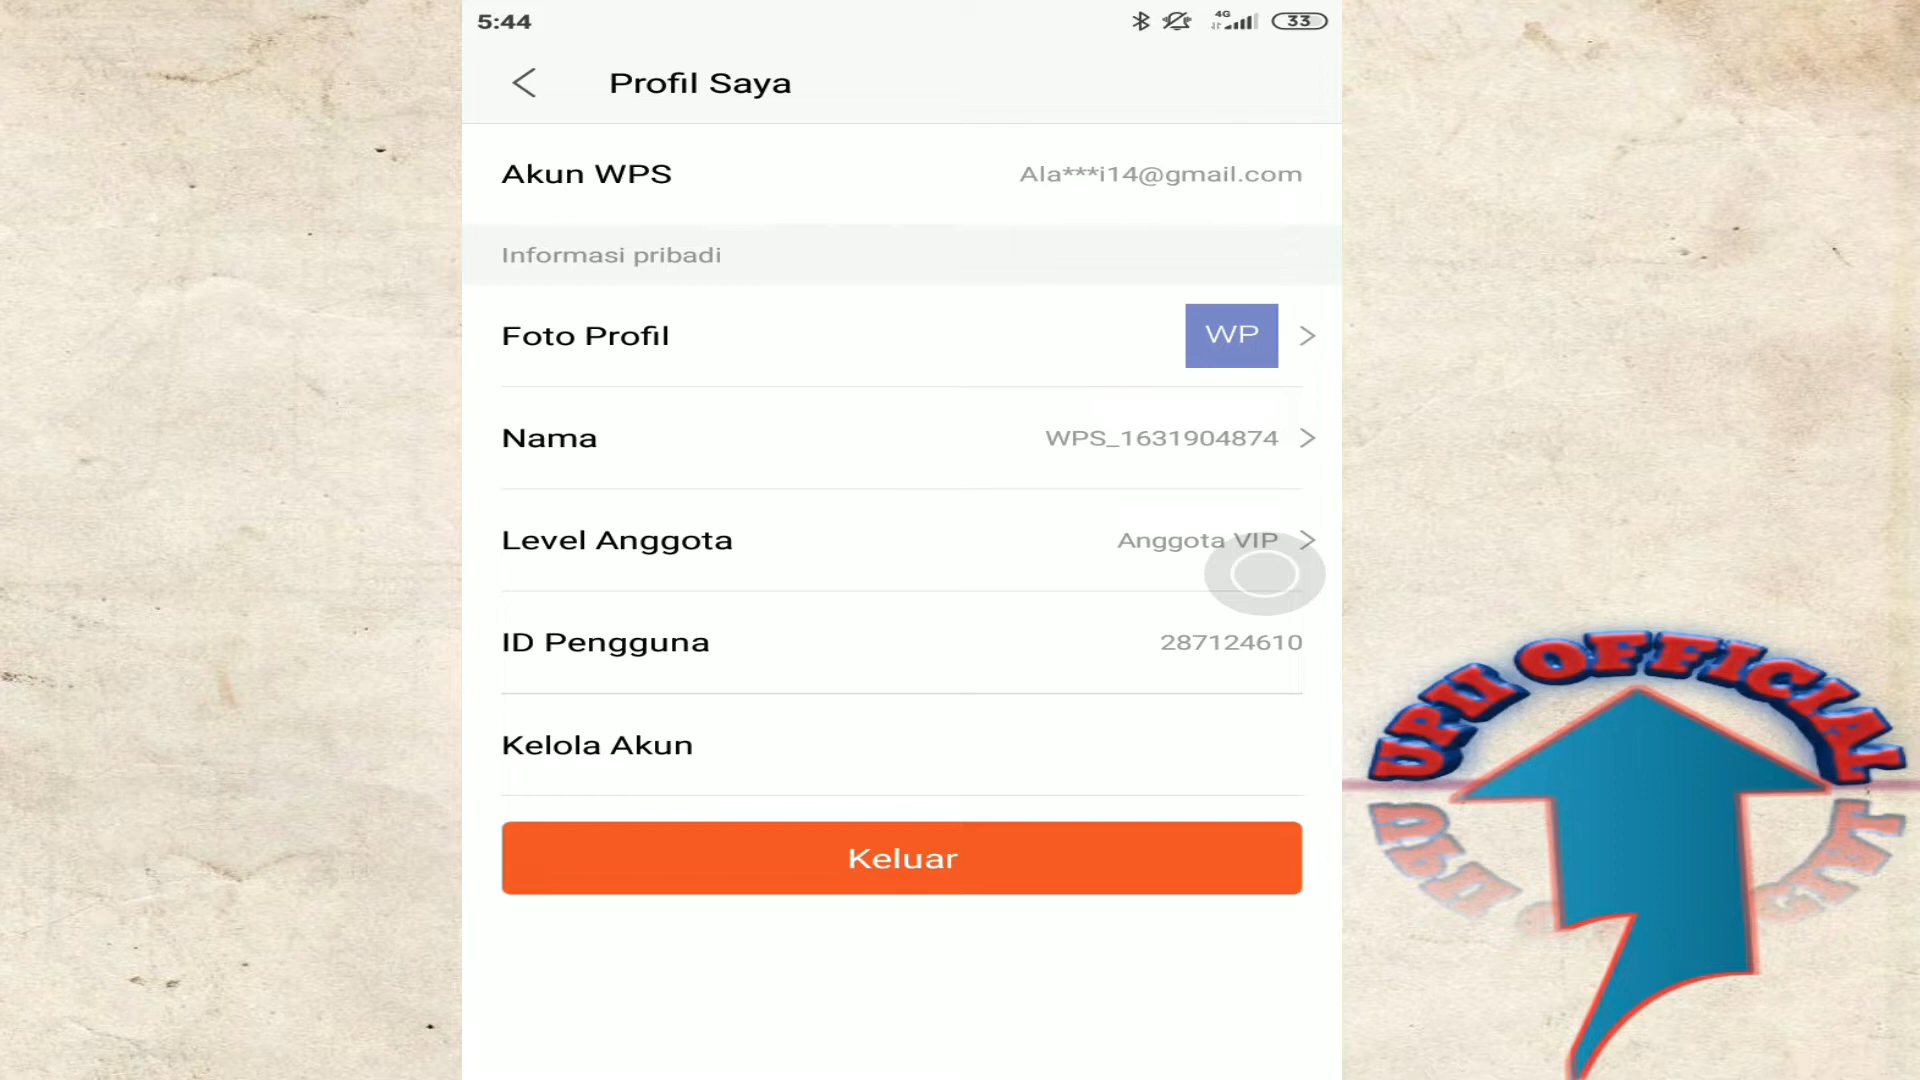 5:44
4G
33
Profil Saya
Akun WPS
Ala***i14@gmail.com
Informasi pribadi
Foto Profil
WP
Nama
WPS_1631904874
Level Anggota
Anggota VIP
ID Pengguna
287124610
Kelola Akun
Keluar
UPU OFFICIAL